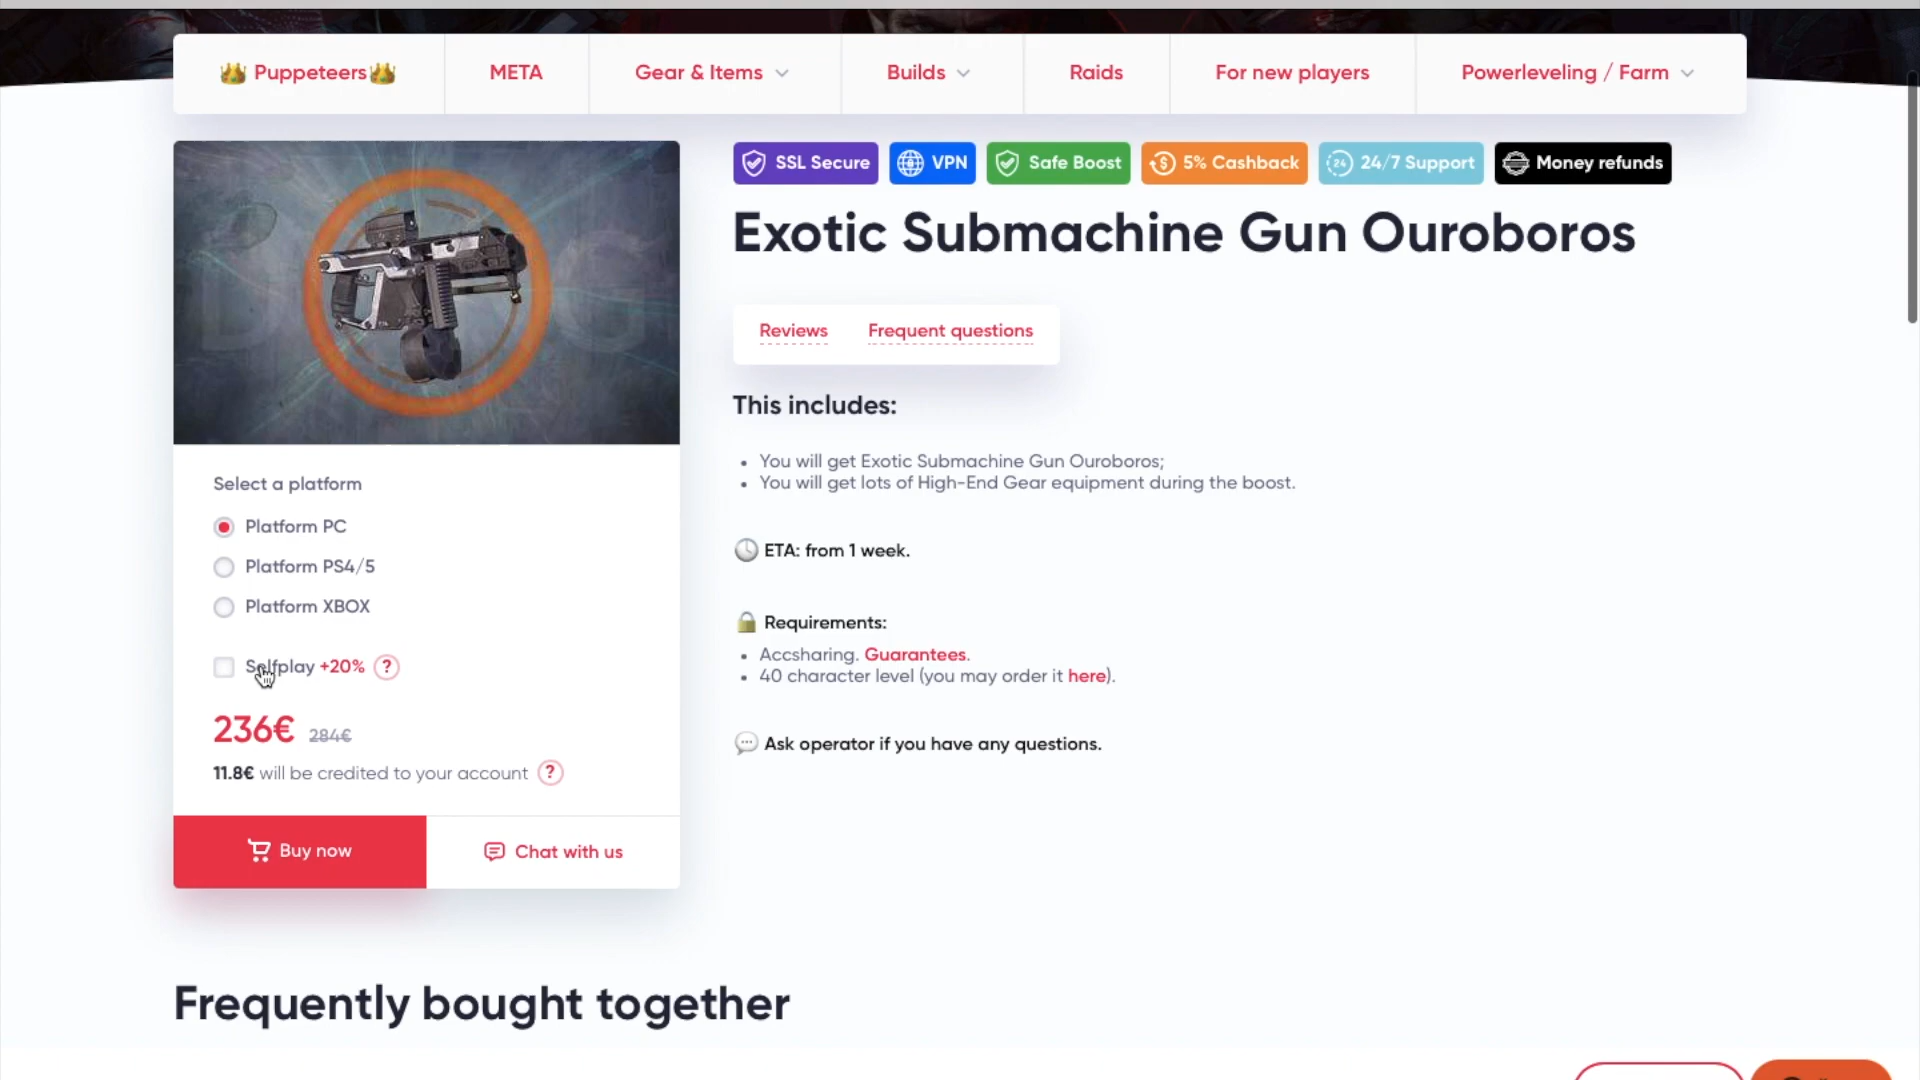 Puppeteers
META
Gear & Items
Builds
Raids
For new players
Powerleveling / Farm
SSL Secure
VPN
Safe Boost
5% Cashback
24/7 Support
Money refunds
Exotic Submachine Gun Ouroboros
Reviews
Frequent questions
This includes:
• You will get Exotic Submachine Gun Ouroboros;
• You will get lots of High-End Gear equipment during the boost.
ETA: from 1 week.
Requirements:
• Accsharing. Guarantees.
• 40 character level (you may order it here).
Ask operator if you have any questions.
Select a platform
Platform PC
Platform PS4/5
Platform XBOX
Selfplay +20% ?
236€ 284€
11.8€ will be credited to your account ?
Buy now
Chat with us
Frequently bought together